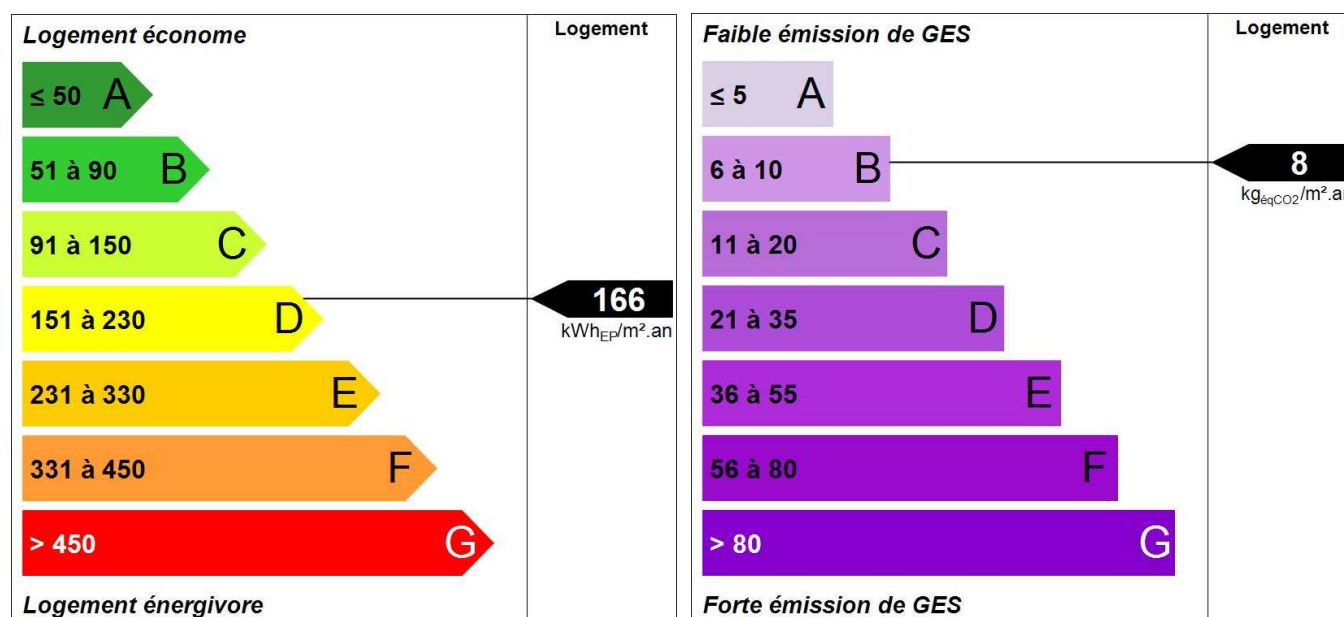 Logement économe
Logement
≤ 50 A
51 à 90 B
91 à 150 C
151 à 230 D
166
kWhEP/m².an
231 à 330 E
331 à 450 F
> 450 G
Logement énergivore
Faible émission de GES
Logement
≤ 5 A
6 à 10 B
8
kgéqCO2/m².a
11 à 20 C
21 à 35 D
36 à 55 E
56 à 80 F
> 80 G
Forte émission de GES